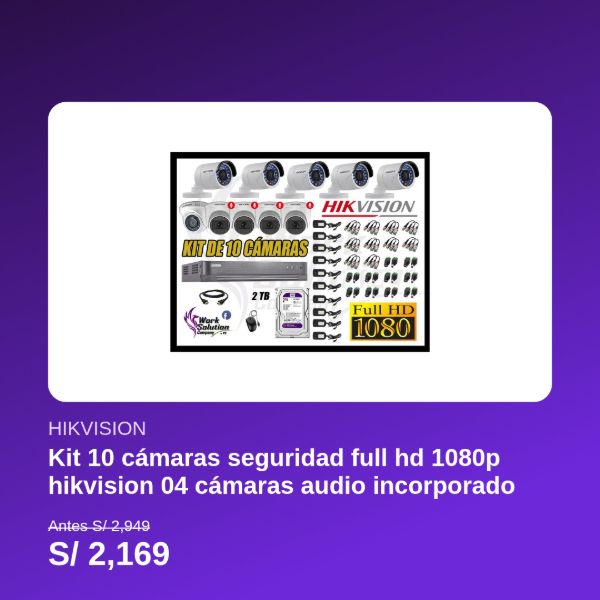 HIKVISION
KIT DE 10 CÁMARAS
2 TB
Work
Solution
Company
Full HD
1080
HIKVISION
Kit 10 cámaras seguridad full hd 1080p
hikvision 04 cámaras audio incorporado
Antes S/ 2,949
S/ 2,169